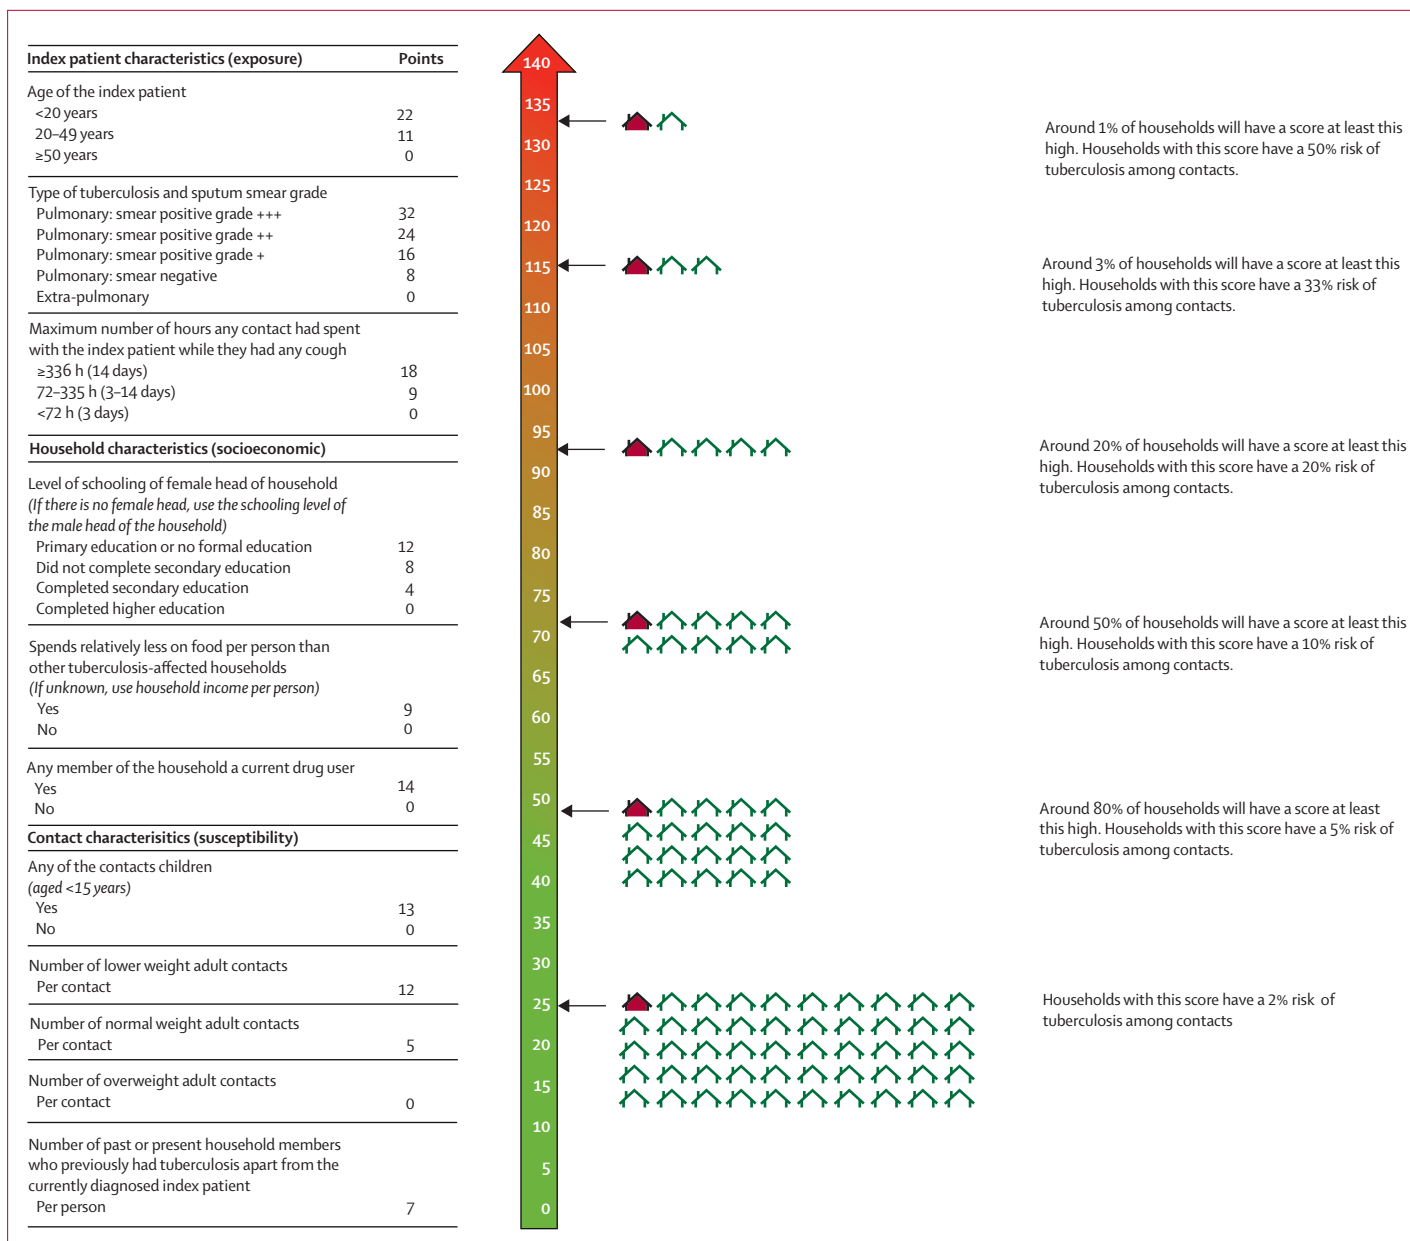 Index patient characteristics (exposure) Points
Age of the index patient
<20 years 22
20–49 years 11
≥50 years 0
Type of tuberculosis and sputum smear grade
Pulmonary: smear positive grade +++ 32
Pulmonary: smear positive grade ++ 24
Pulmonary: smear positive grade + 16
Pulmonary: smear negative 8
Extra-pulmonary 0
Maximum number of hours any contact had spent
with the index patient while they had any cough
≥336 h (14 days) 18
72–335 h (3–14 days) 9
<72 h (3 days) 0
Household characteristics (socioeconomic)
Level of schooling of female head of household
(If there is no female head, use the schooling level of
the male head of the household)
Primary education or no formal education 12
Did not complete secondary education 8
Completed secondary education 4
Completed higher education 0
Spends relatively less on food per person than
other tuberculosis-affected households
(If unknown, use household income per person)
Yes 9
No 0
Any member of the household a current drug user
Yes 14
No 0
Contact characterisitics (susceptibility)
Any of the contacts children
(aged <15 years)
Yes 13
No 0
Number of lower weight adult contacts
Per contact 12
Number of normal weight adult contacts
Per contact 5
Number of overweight adult contacts
Per contact 0
Number of past or present household members
who previously had tuberculosis apart from the
currently diagnosed index patient
Per person 7
140
135
130
125
120
115
110
105
100
95
90
85
80
75
70
65
60
55
50
45
40
35
30
25
20
15
10
5
0
Around 1% of households will have a score at least this
high. Households with this score have a 50% risk of
tuberculosis among contacts.
Around 3% of households will have a score at least this
high. Households with this score have a 33% risk of
tuberculosis among contacts.
Around 20% of households will have a score at least this
high. Households with this score have a 20% risk of
tuberculosis among contacts.
Around 50% of households will have a score at least this
high. Households with this score have a 10% risk of
tuberculosis among contacts.
Around 80% of households will have a score at least
this high. Households with this score have a 5% risk of
tuberculosis among contacts.
Households with this score have a 2% risk of
tuberculosis among contacts